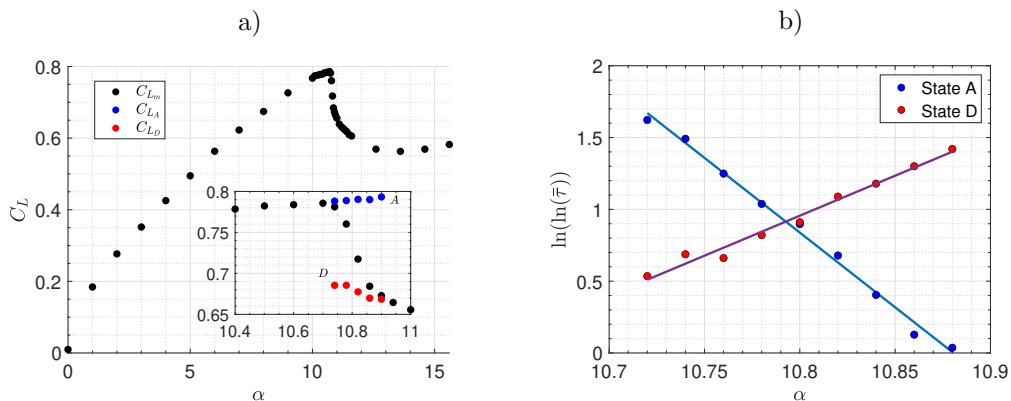 a)
b)
C_L
0.8
0.6
0.4
0.2
0
C_{L_m}
C_{L_A}
C_{L_D}
0.8
0.75
0.7
0.65
A
D
10.4
10.6
10.8
11
0
5
10
15
α
ln(ln(τ̄))
2
1.5
1
0.5
0
State A
State D
10.7
10.75
10.8
10.85
10.9
α